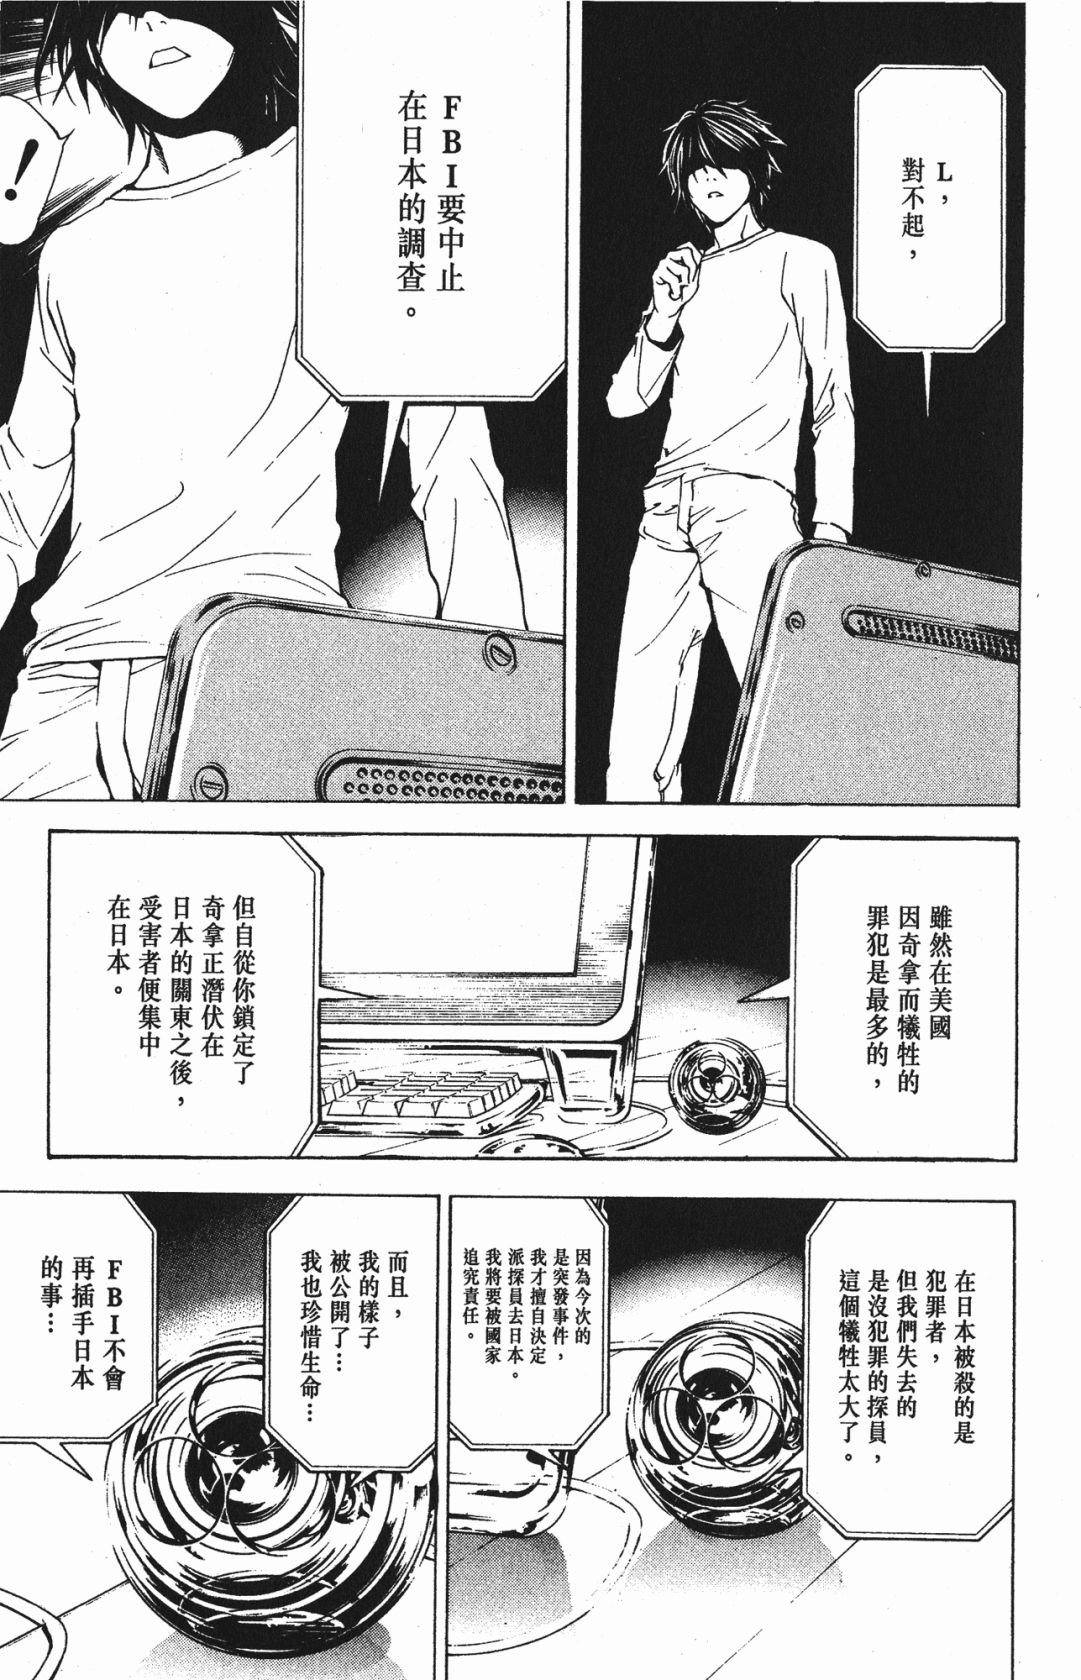 L，
對不起，
FBI要中止
在日本的調查。
！
雖然在美國
因奇拿而犧牲的
罪犯是最多的，
但自從你鎖定了
奇拿正潛伏在
日本的關東之後，
受害者便集中
在日本。
在日本被殺的是
犯罪者，
但我們失去的
是沒犯罪的探員，
這個犧牲太大了。
因為今次的
是突發事件，
我才擅自決定
派探員去日本。
我將要被國家
追究責任。
而且，
我的樣子
被公開了…
我也珍惜生命…
FBI不會
再插手日本
的事…